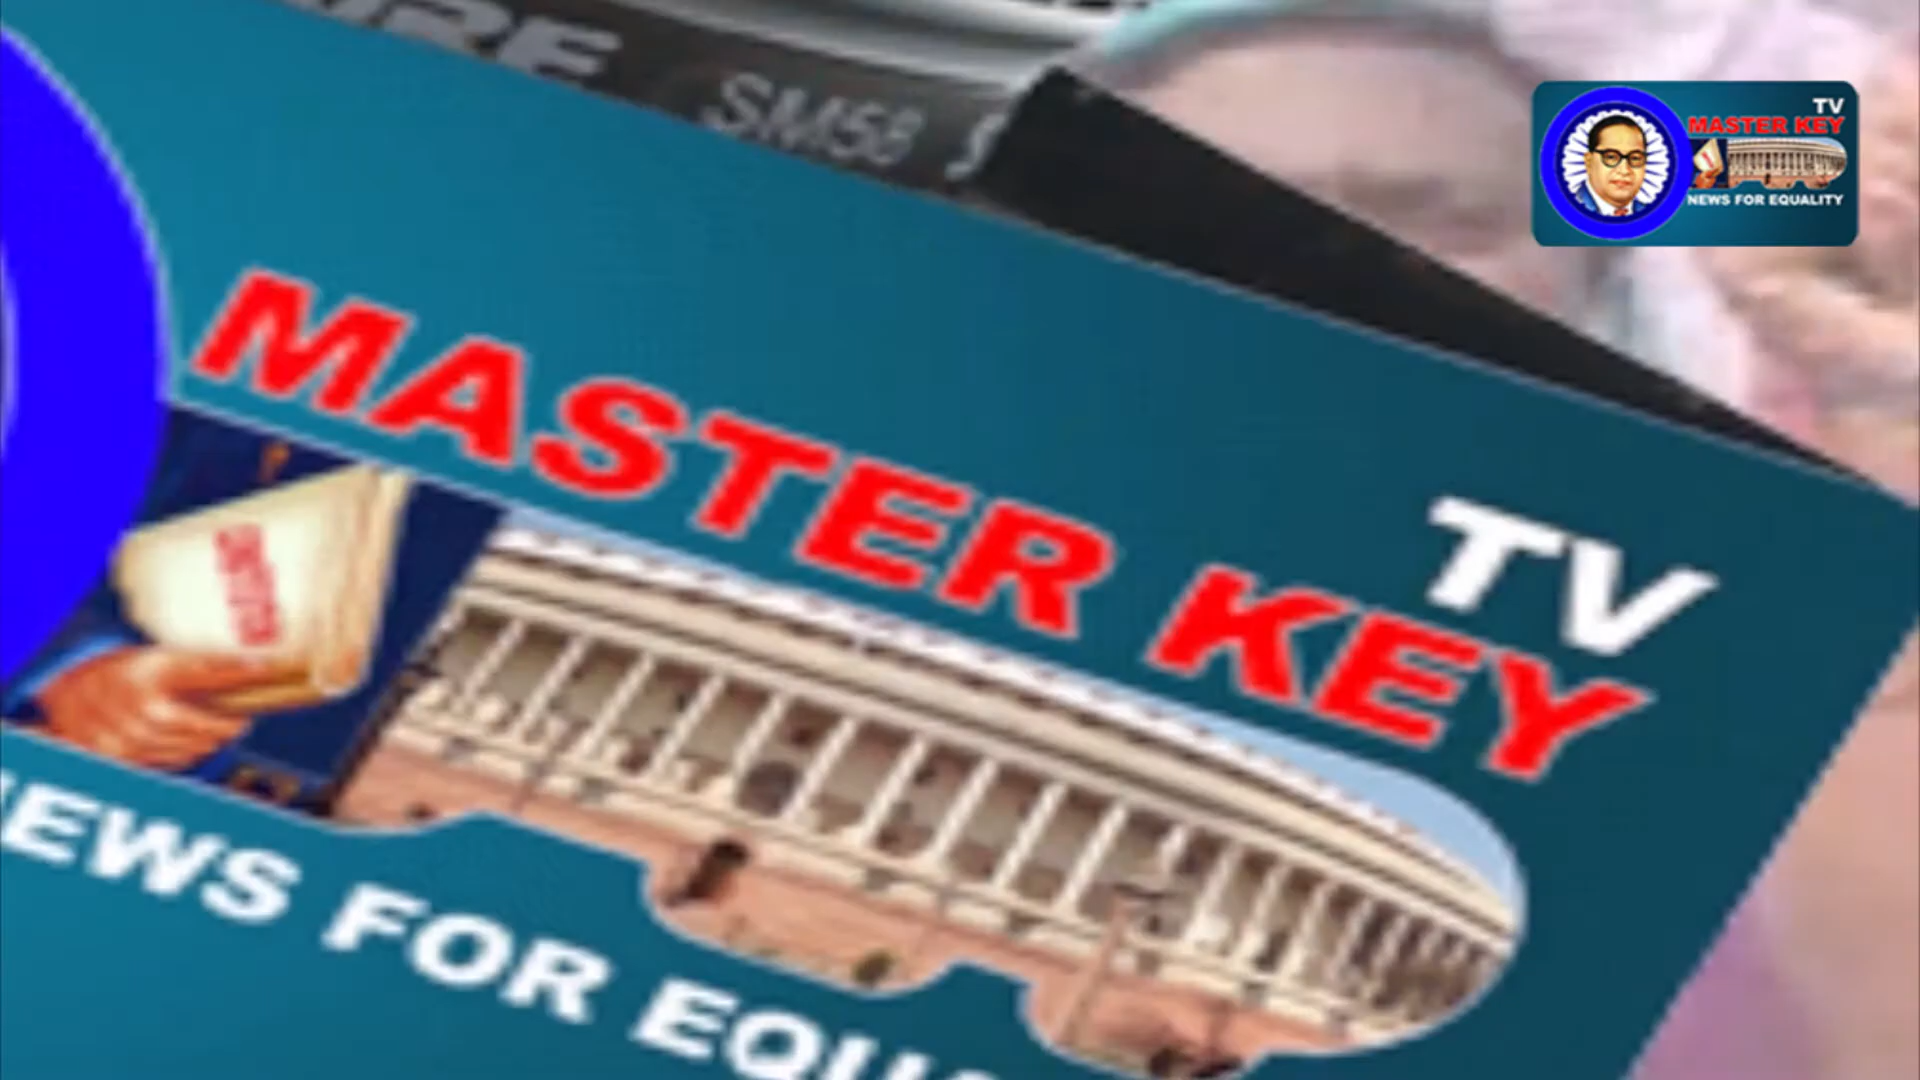 SM58
TV
MASTER KEY
NEWS FOR EQUALITY
MASTER KEY
TV
EWS FOR EQU